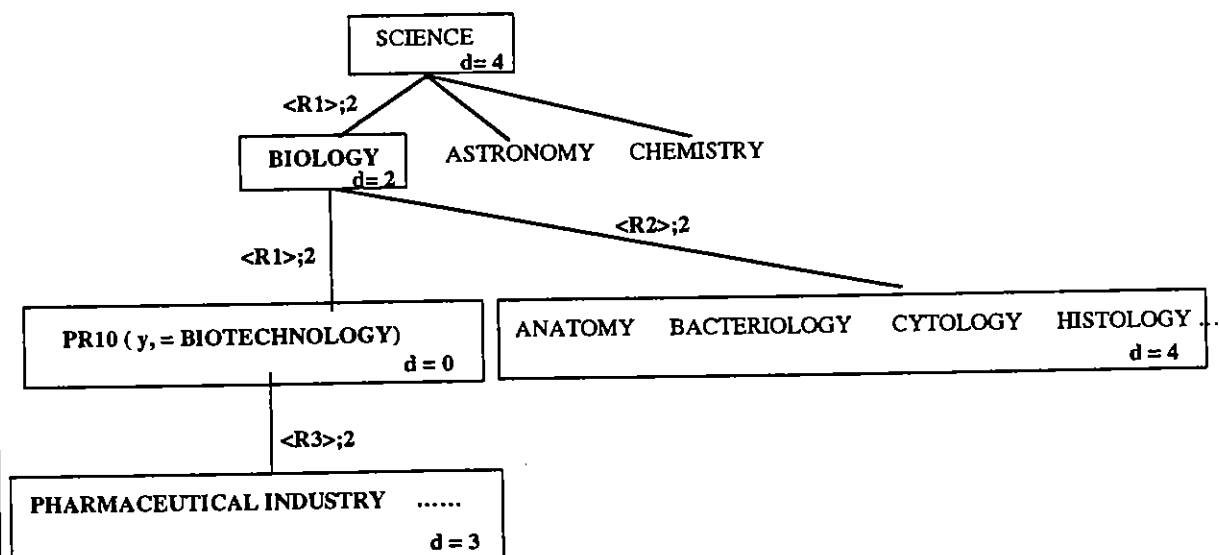 SCIENCE
d= 4
<R1>;2
BIOLOGY ASTRONOMY CHEMISTRY
d= 2
<R2>;2
<R1>;2
PR10 ( y, = BIOTECHNOLOGY)
d = 0
ANATOMY BACTERIOLOGY CYTOLOGY HISTOLOGY ...
d = 4
<R3>;2
PHARMACEUTICAL INDUSTRY ......
d = 3